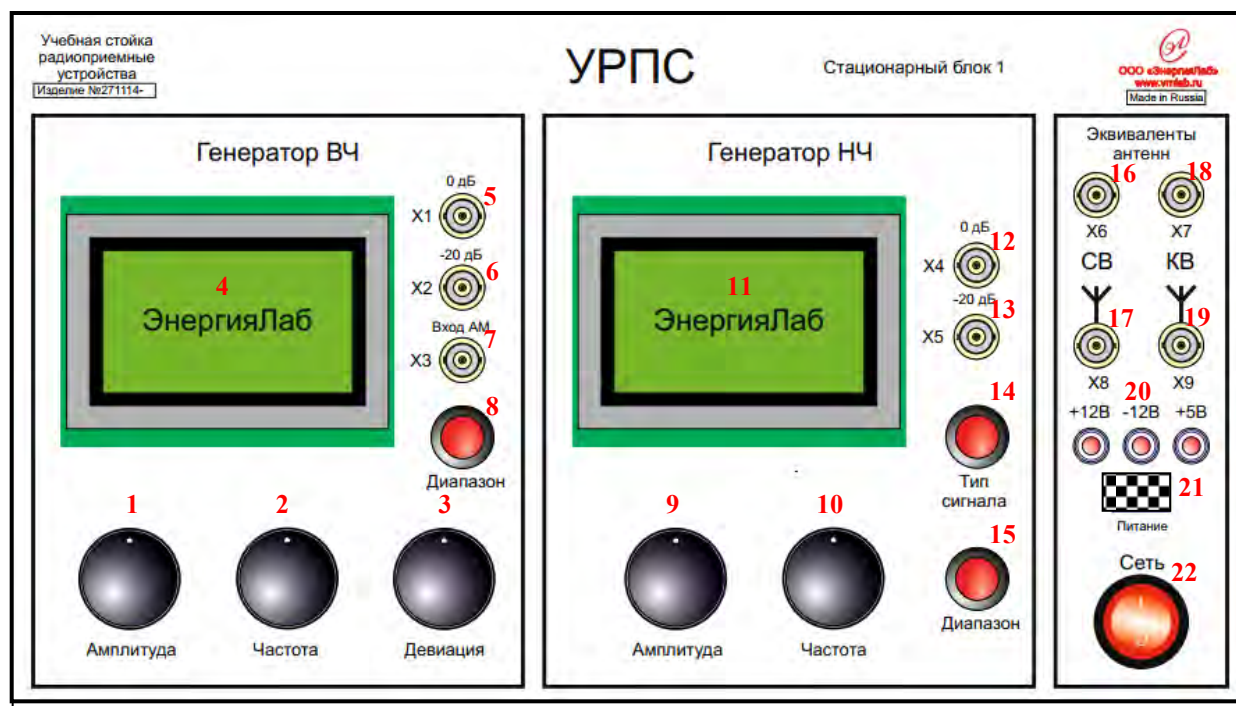 Учебная стойка
радиоприемные
устройства
Изделие №271114-
УРПС
Стационарный блок 1
ООО «ЭнергияЛаб»
www.vrnlab.ru
Made in Russia
Генератор ВЧ
4
ЭнергияЛаб
0 дБ
5
X1
-20 дБ
6
X2
Вход АМ
7
X3
8
Диапазон
1
2
3
Амплитуда
Частота
Девиация
Генератор НЧ
11
ЭнергияЛаб
0 дБ
12
X4
-20 дБ
13
X5
14
Тип
сигнала
15
Диапазон
9
10
Амплитуда
Частота
Эквиваленты
антенн
16
18
X6
X7
СВ
КВ
17
19
X8
X9
20
+12В -12В +5В
21
Питание
Сеть
22